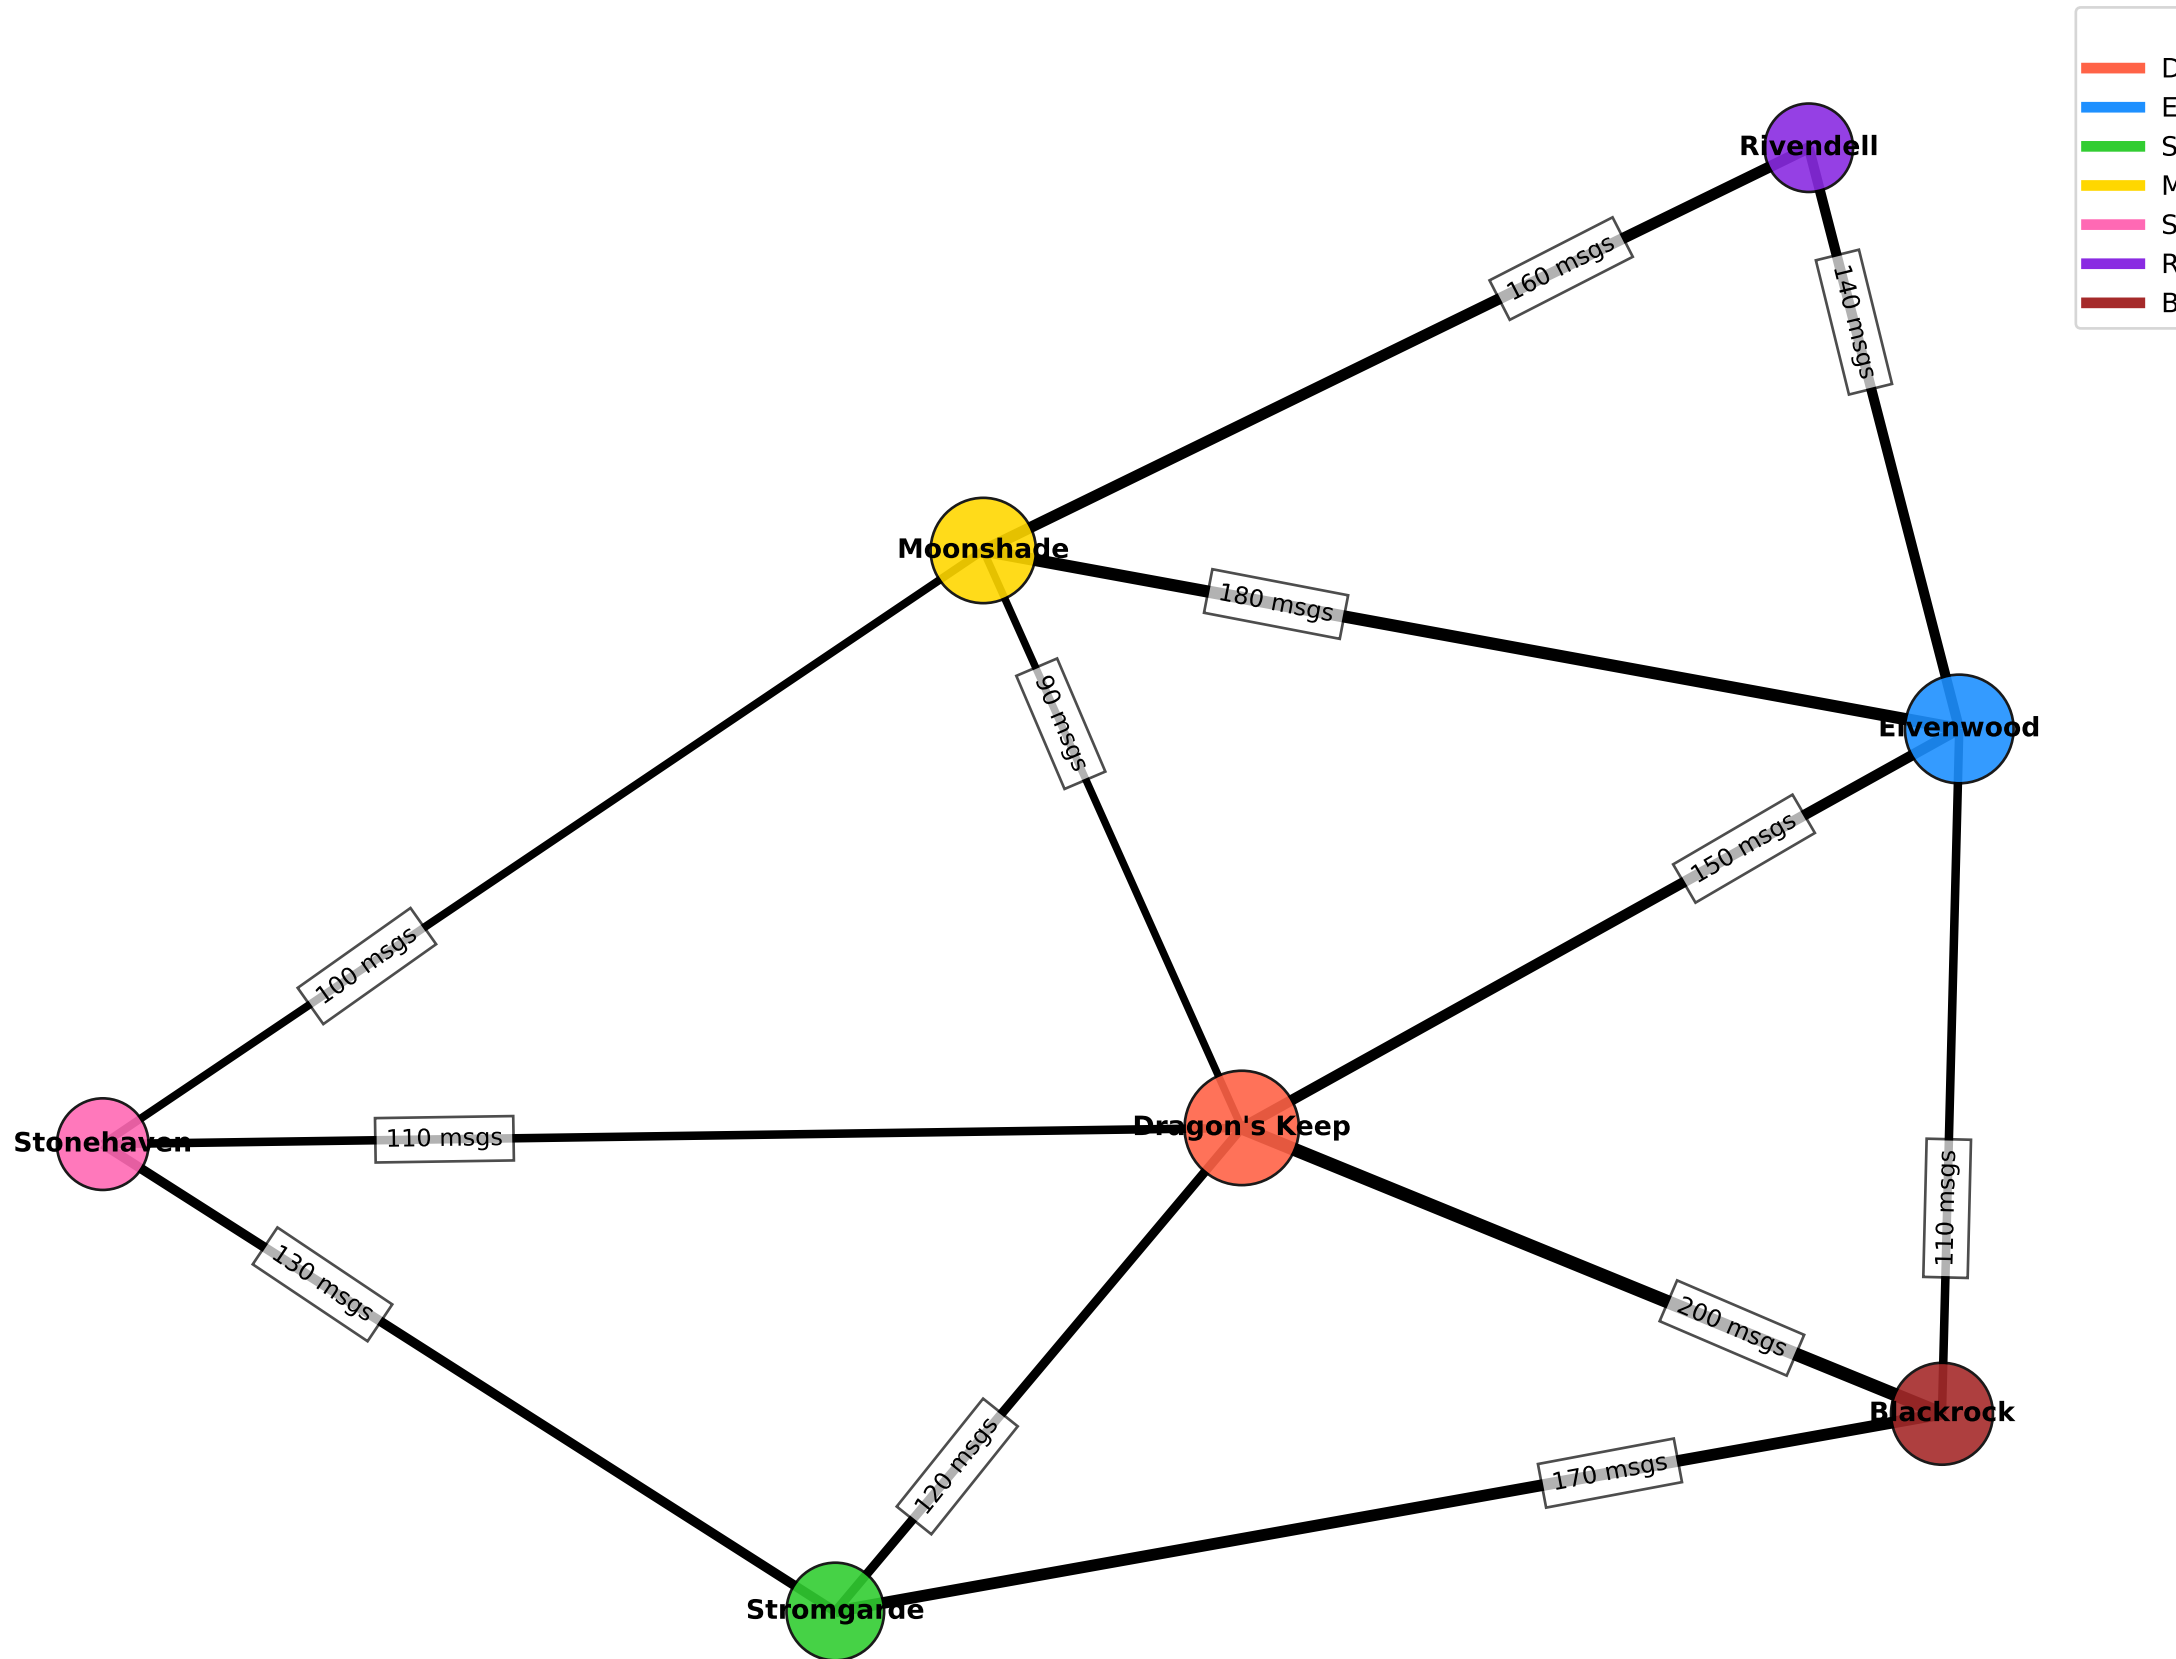 D
E
S
M
S
R
B
Rivendell
160 msgs
140 msgs
Moonshade
180 msgs
90 msgs
Elvenwood
150 msgs
100 msgs
110 msgs
Stonehaven
110 msgs
Dragon's Keep
130 msgs
200 msgs
120 msgs
170 msgs
Blackrock
Stromgarde